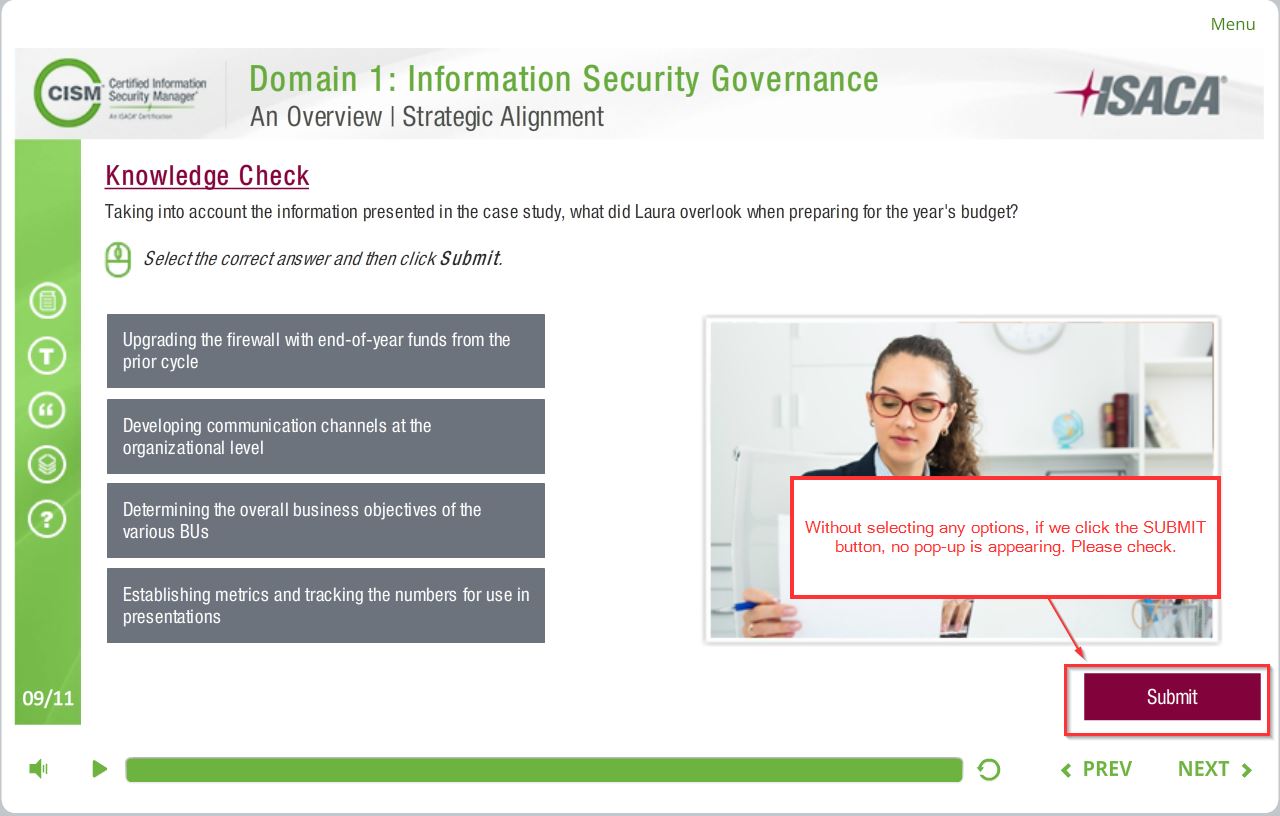 Menu
CISM
Certified Information
Security Manager®
An ISACA® Certification
Domain 1: Information Security Governance
An Overview | Strategic Alignment
ISACA®
Knowledge Check
Taking into account the information presented in the case study, what did Laura overlook when preparing for the year's budget?
Select the correct answer and then click Submit.
Upgrading the firewall with end-of-year funds from the
prior cycle
Developing communication channels at the
organizational level
Determining the overall business objectives of the
various BUs
Establishing metrics and tracking the numbers for use in
presentations
T
“
?
Without selecting any options, if we click the SUBMIT
button, no pop-up is appearing. Please check.
09/11
Submit
PREV
NEXT